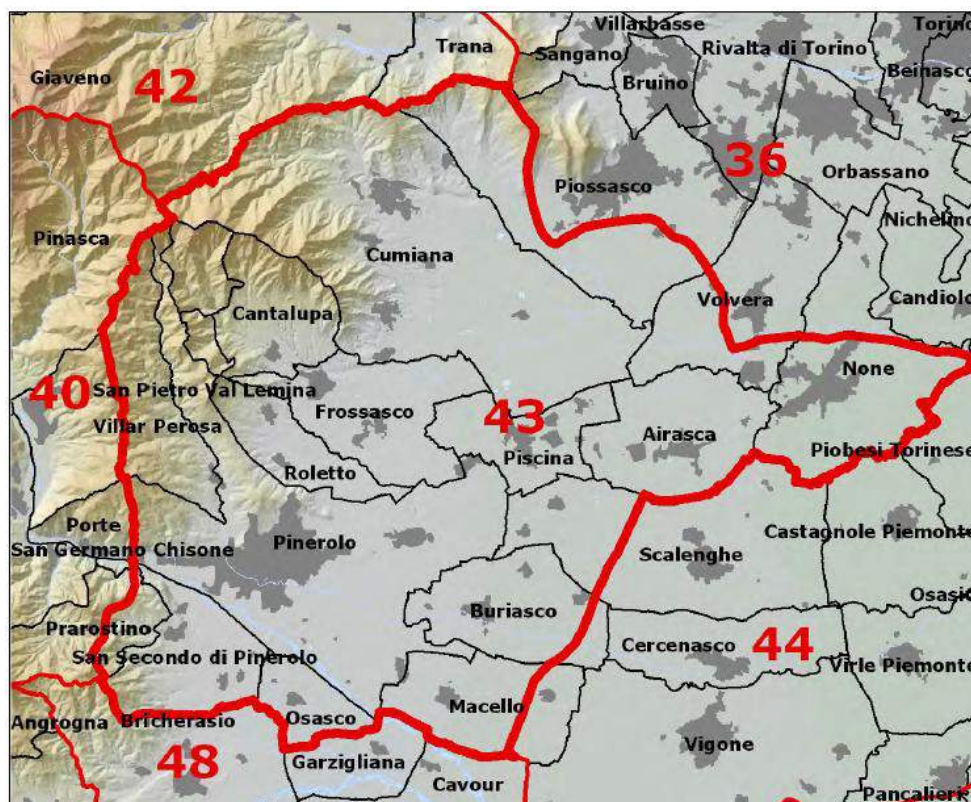 Villarbasse
Trana
Sangano
Rivalta di Torino
Torino
Giaveno
42
Bruino
Beinasco
36
Piossasco
Orbassano
Nichelino
Pinasca
Cumiana
Volvera
Candiolo
Cantalupa
None
40
San Pietro Val Lemina
Frossasco
43
Villar Perosa
Airasca
Roletto
Piscina
Piobesi Torinese
Porte
San Germano Chisone
Pinerolo
Scalenghe
Castagnole Piemonte
Buriasco
Osasio
Prarostino
San Secondo di Pinerolo
Cercenasco
44
Virle Piemonte
Angrogna
Bricherasio
Osasco
Macello
48
Garzigliana
Vigone
Cavour
Pancalieri